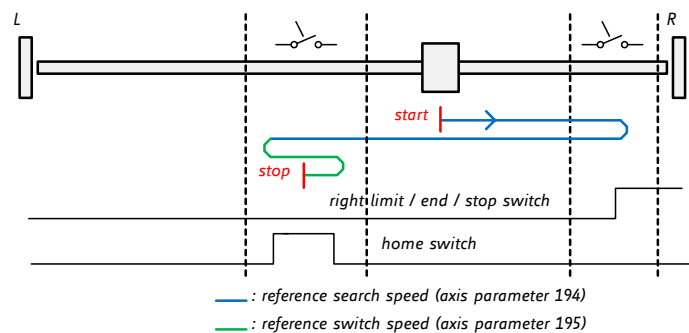 L
R
start
stop
right limit / end / stop switch
home switch
: reference search speed (axis parameter 194)
: reference switch speed (axis parameter 195)